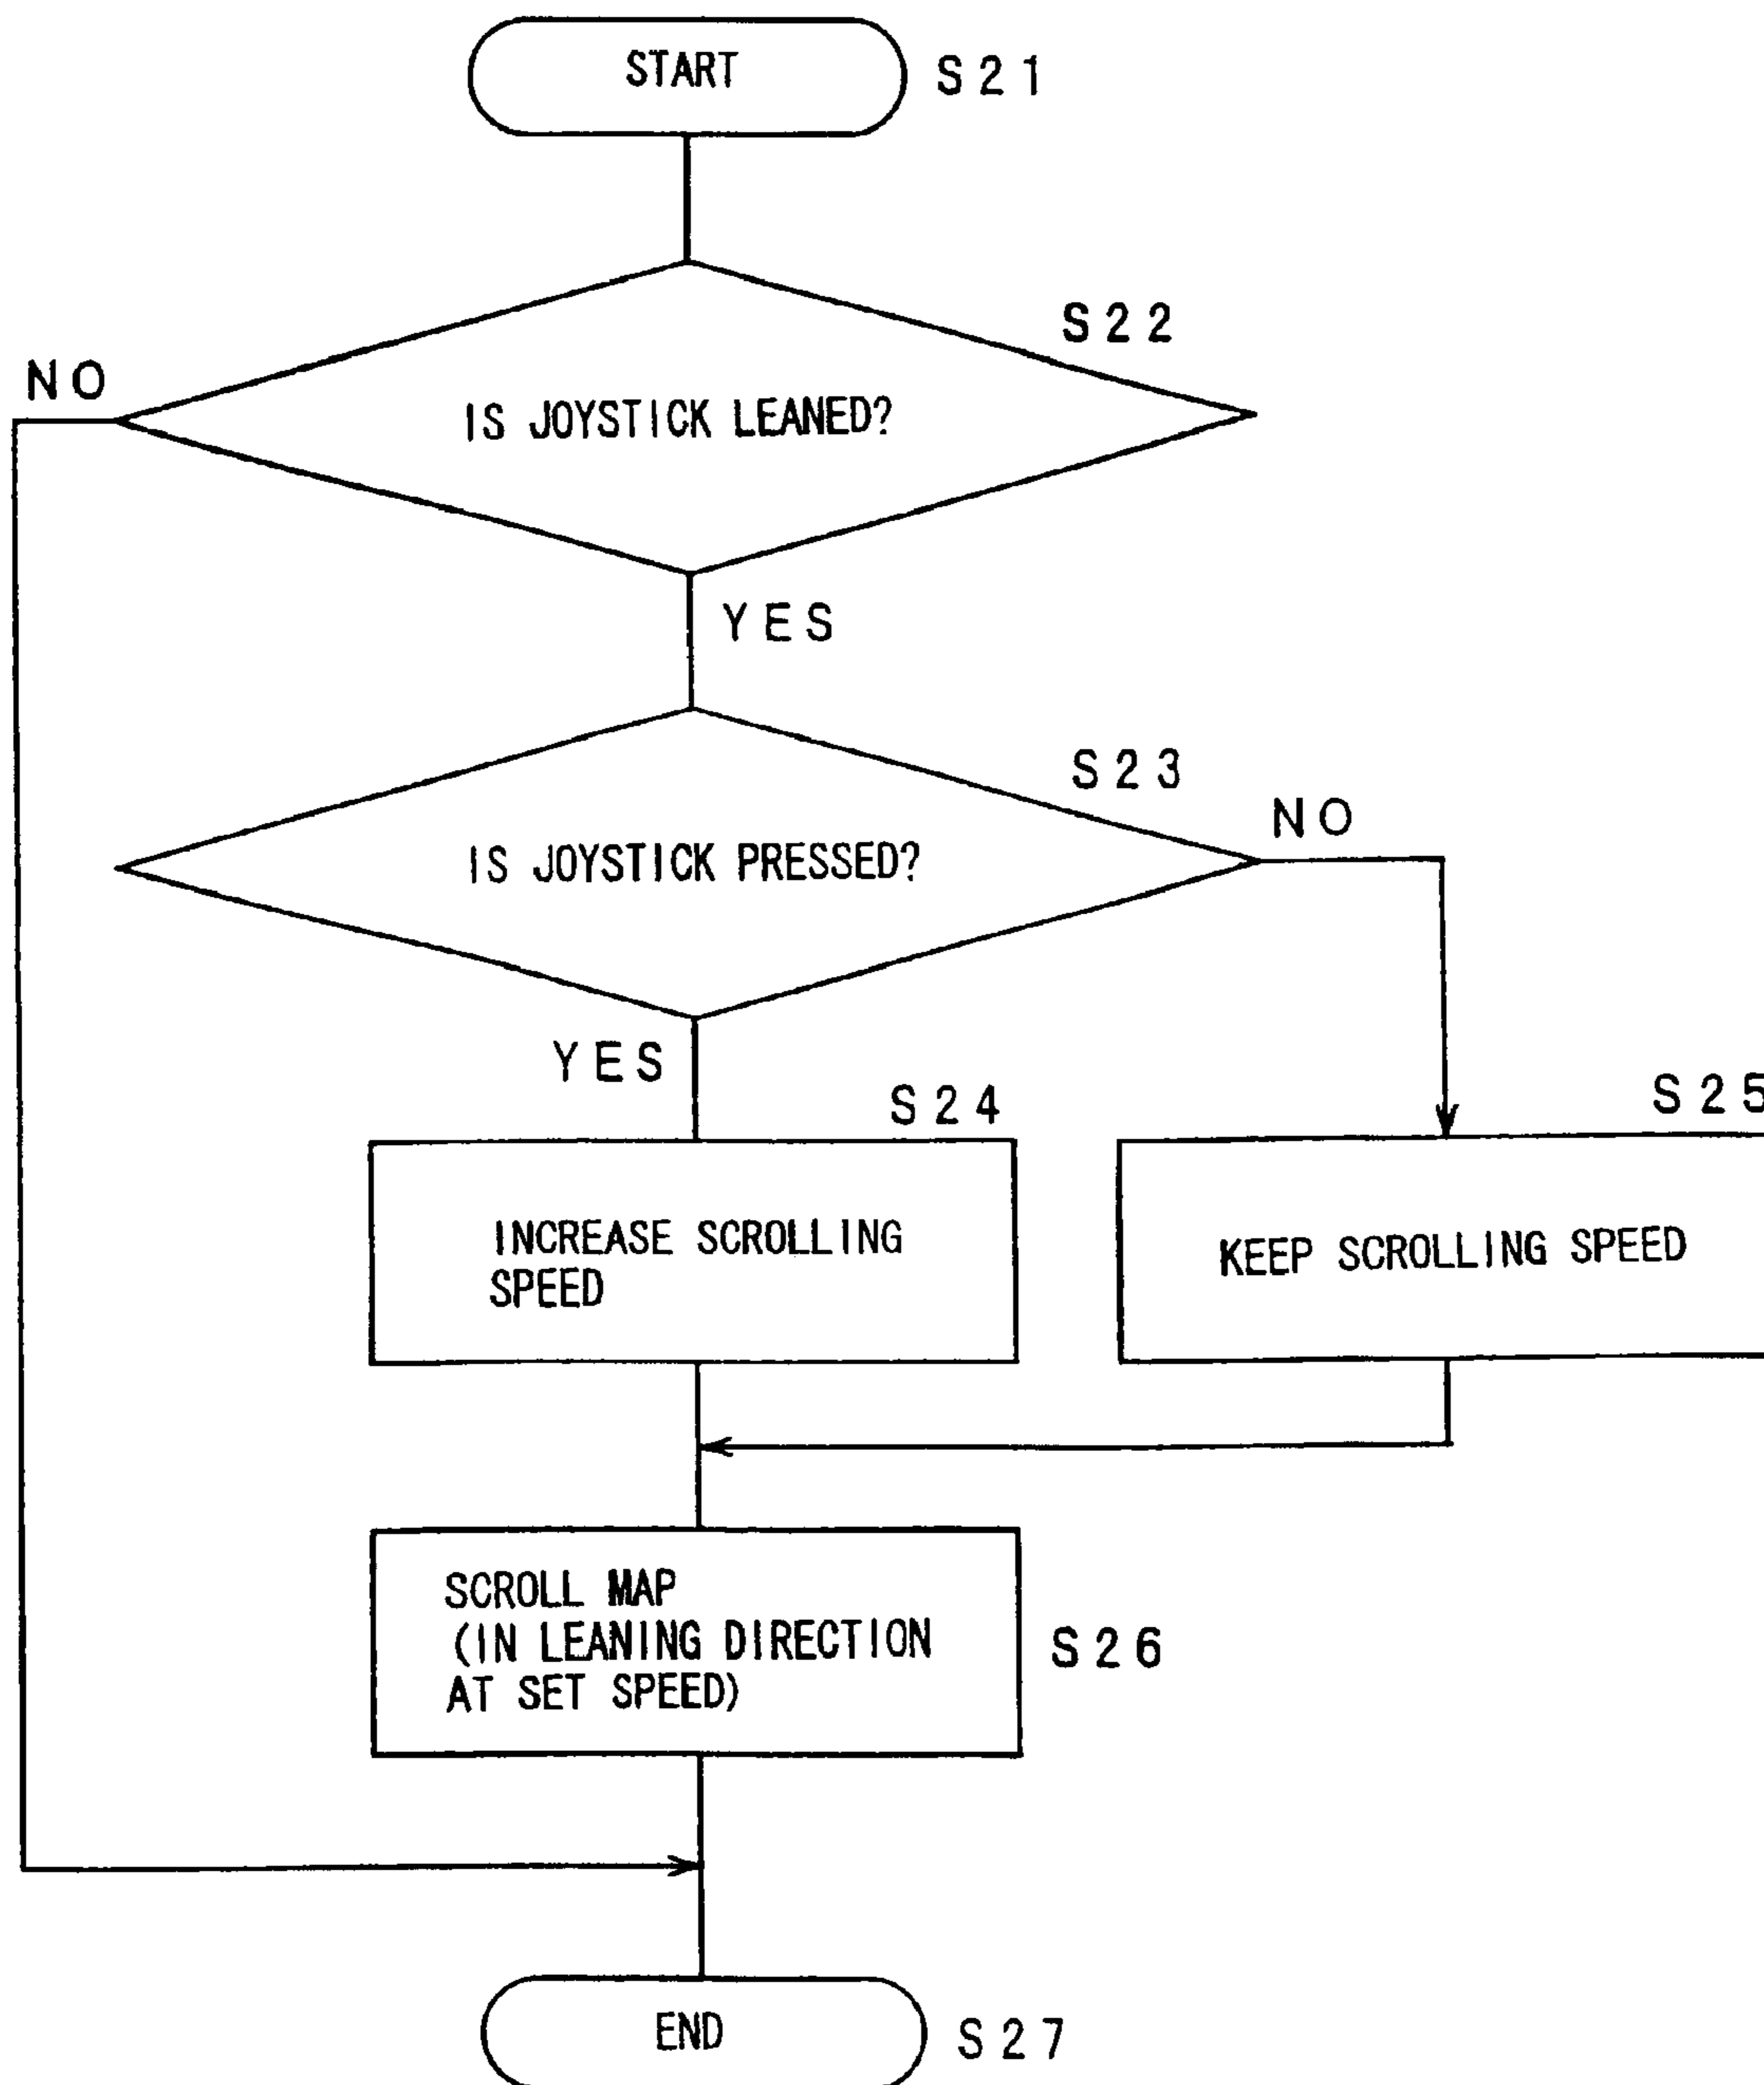 START
S21
S22
NO
IS JOYSTICK LEANED?
YES
S23
NO
IS JOYSTICK PRESSED?
YES
S24
S25
INCREASE SCROLLING
SPEED
KEEP SCROLLING SPEED
SCROLL MAP
(IN LEANING DIRECTION
AT SET SPEED)
S26
END
S27